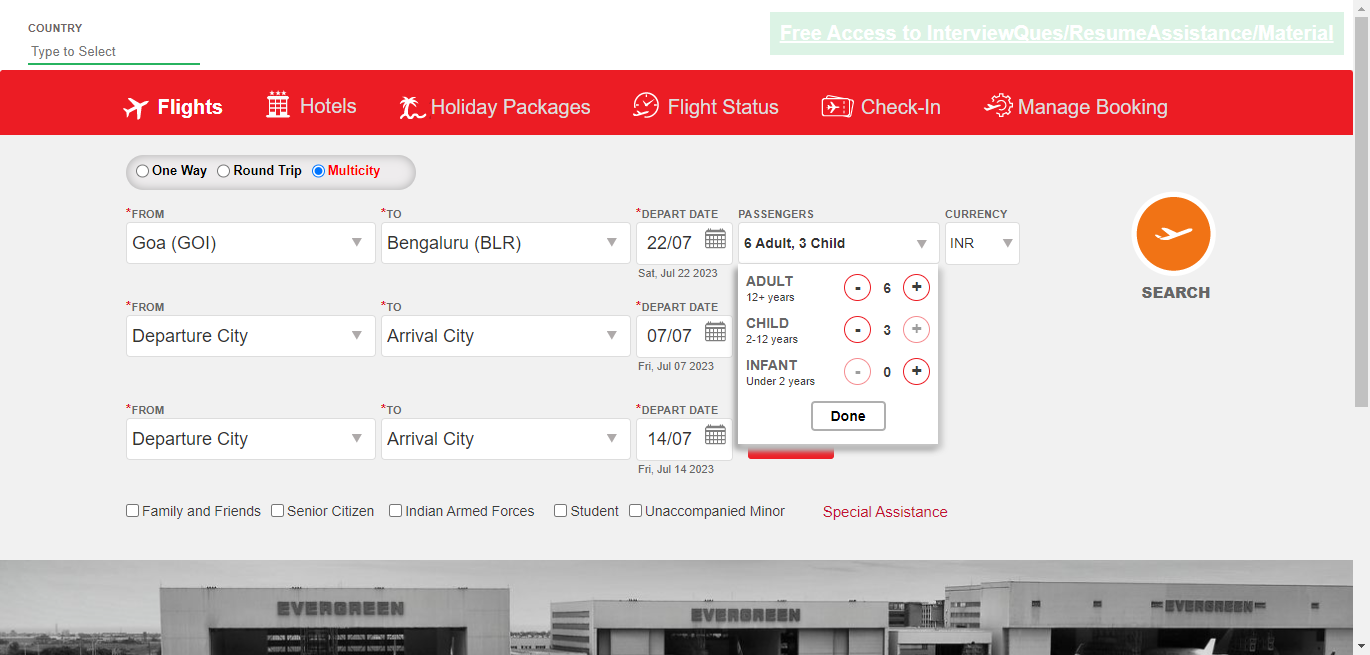 COUNTRY
Type to Select
Free Access to InterviewQues/ResumeAssistance/Material
Flights Hotels Holiday Packages Flight Status Check-In Manage Booking
One Way Round Trip Multicity
*FROM *TO *DEPART DATE PASSENGERS CURRENCY
Goa (GOI) Bengaluru (BLR) 22/07 6 Adult, 3 Child INR
Sat, Jul 22 2023
SEARCH
ADULT - 6 +
12+ years
*FROM *TO *DEPART DATE
CHILD - 3 +
2-12 years
Departure City Arrival City 07/07
Fri, Jul 07 2023
INFANT - 0 +
Under 2 years
Done
*FROM *TO *DEPART DATE
Departure City Arrival City 14/07
Fri, Jul 14 2023
Family and Friends Senior Citizen Indian Armed Forces Student Unaccompanied Minor Special Assistance
EVERGREEN EVERGREEN EVERGREEN